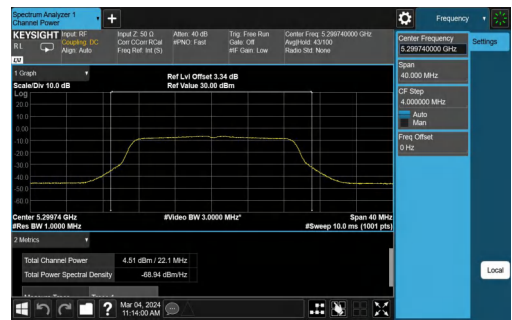 Spectrum Analyzer 1
Channel Power
+
Frequency
KEYSIGHT
R L
Input: RF
Coupling: DC
Align: Auto
Input Z: 50 Ω
Corr CCorr RCal
Freq Ref: Int (S)
Atten: 40 dB
#PNO: Fast
Trig: Free Run
Gate: Off
#IF Gain: Low
Center Freq: 5.299740000 GHz
Avg|Hold: 43/100
Radio Std: None
Center Frequency
5.299740000 GHz
Settings
Span
40.000 MHz
CF Step
4.000000 MHz
Auto
Man
Freq Offset
0 Hz
1 Graph
Scale/Div 10.0 dB
Ref Lvl Offset 3.34 dB
Ref Value 30.00 dBm
Log
20.0
10.0
0.00
-10.0
-20.0
-30.0
-40.0
-50.0
-60.0
Center 5.29974 GHz
#Res BW 1.0000 MHz
#Video BW 3.0000 MHz*
Span 40 MHz
#Sweep 10.0 ms (1001 pts)
2 Metrics
Total Channel Power 4.51 dBm / 22.1 MHz
Total Power Spectral Density -68.94 dBm/Hz
Local
?
Mar 04, 2024
11:14:00 AM